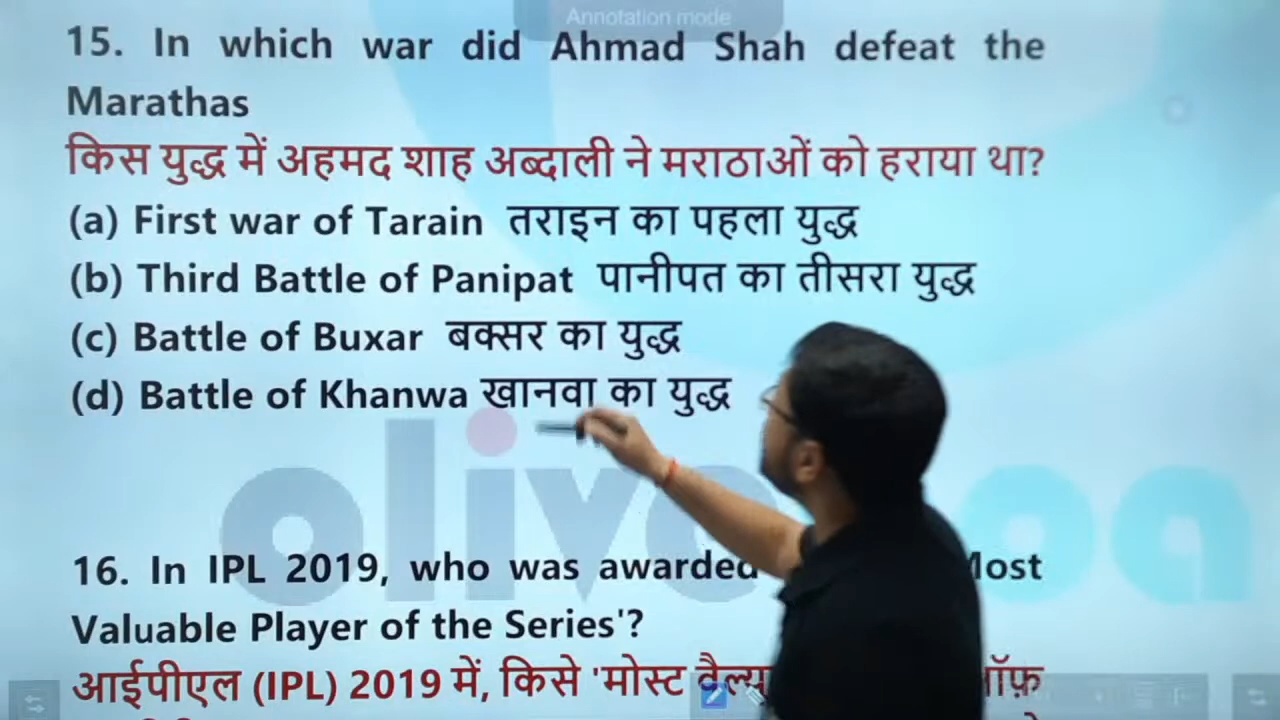 Annotation mode
15. In which war did Ahmad Shah defeat the
Marathas
किस युद्ध में अहमद शाह अब्दाली ने मराठाओं को हराया था?
(a) First war of Tarain तराइन का पहला युद्ध
(b) Third Battle of Panipat पानीपत का तीसरा युद्ध
(c) Battle of Buxar बक्सर का युद्ध
(d) Battle of Khanwa खानवा का युद्ध
16. In IPL 2019, who was awarded
Valuable Player of the Series'?
आईपीएल (IPL) 2019 में, किसे 'मोस्ट